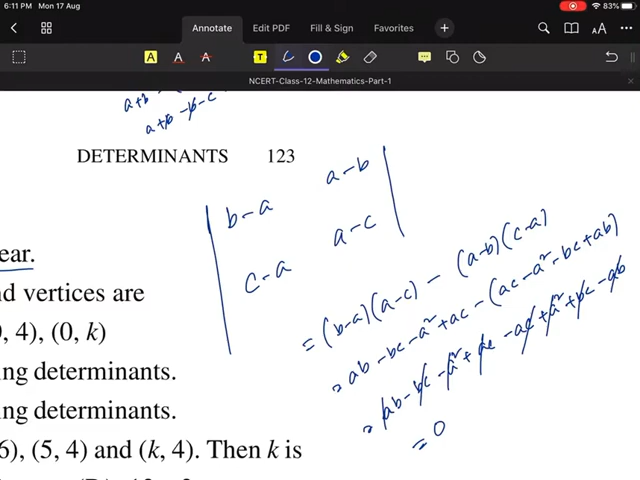 6:11 PM Mon 17 Aug
83%
Annotate Edit PDF Fill & Sign Favorites
NCERT-Class-12-Mathematics-Part-1
DETERMINANTS 123
b-a a-b
c-a a-c
ear.
nd vertices are
, 4), (0, k)
ing determinants.
ing determinants.
6), (5, 4) and (k, 4). Then k is
= (b-a)(a-c) - (a-b)(c-a)
= ab - bc - a² + ac - (ac - a² - bc + ab)
= ab - bc - a² + ac - ac + a² + bc - ab
= 0